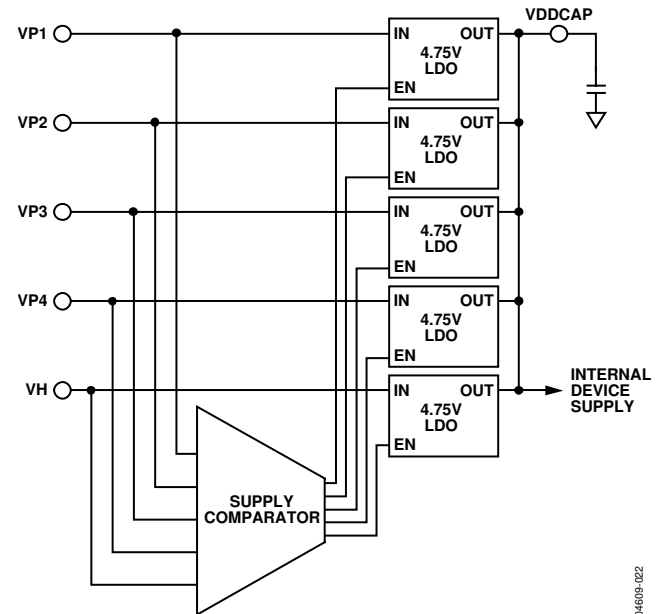 VDDCAP
VP1
IN OUT
4.75V
LDO
EN
VP2
IN OUT
4.75V
LDO
EN
VP3
IN OUT
4.75V
LDO
EN
VP4
IN OUT
4.75V
LDO
EN
VH
IN OUT
4.75V
LDO
EN
INTERNAL
DEVICE
SUPPLY
SUPPLY
COMPARATOR
04609-022